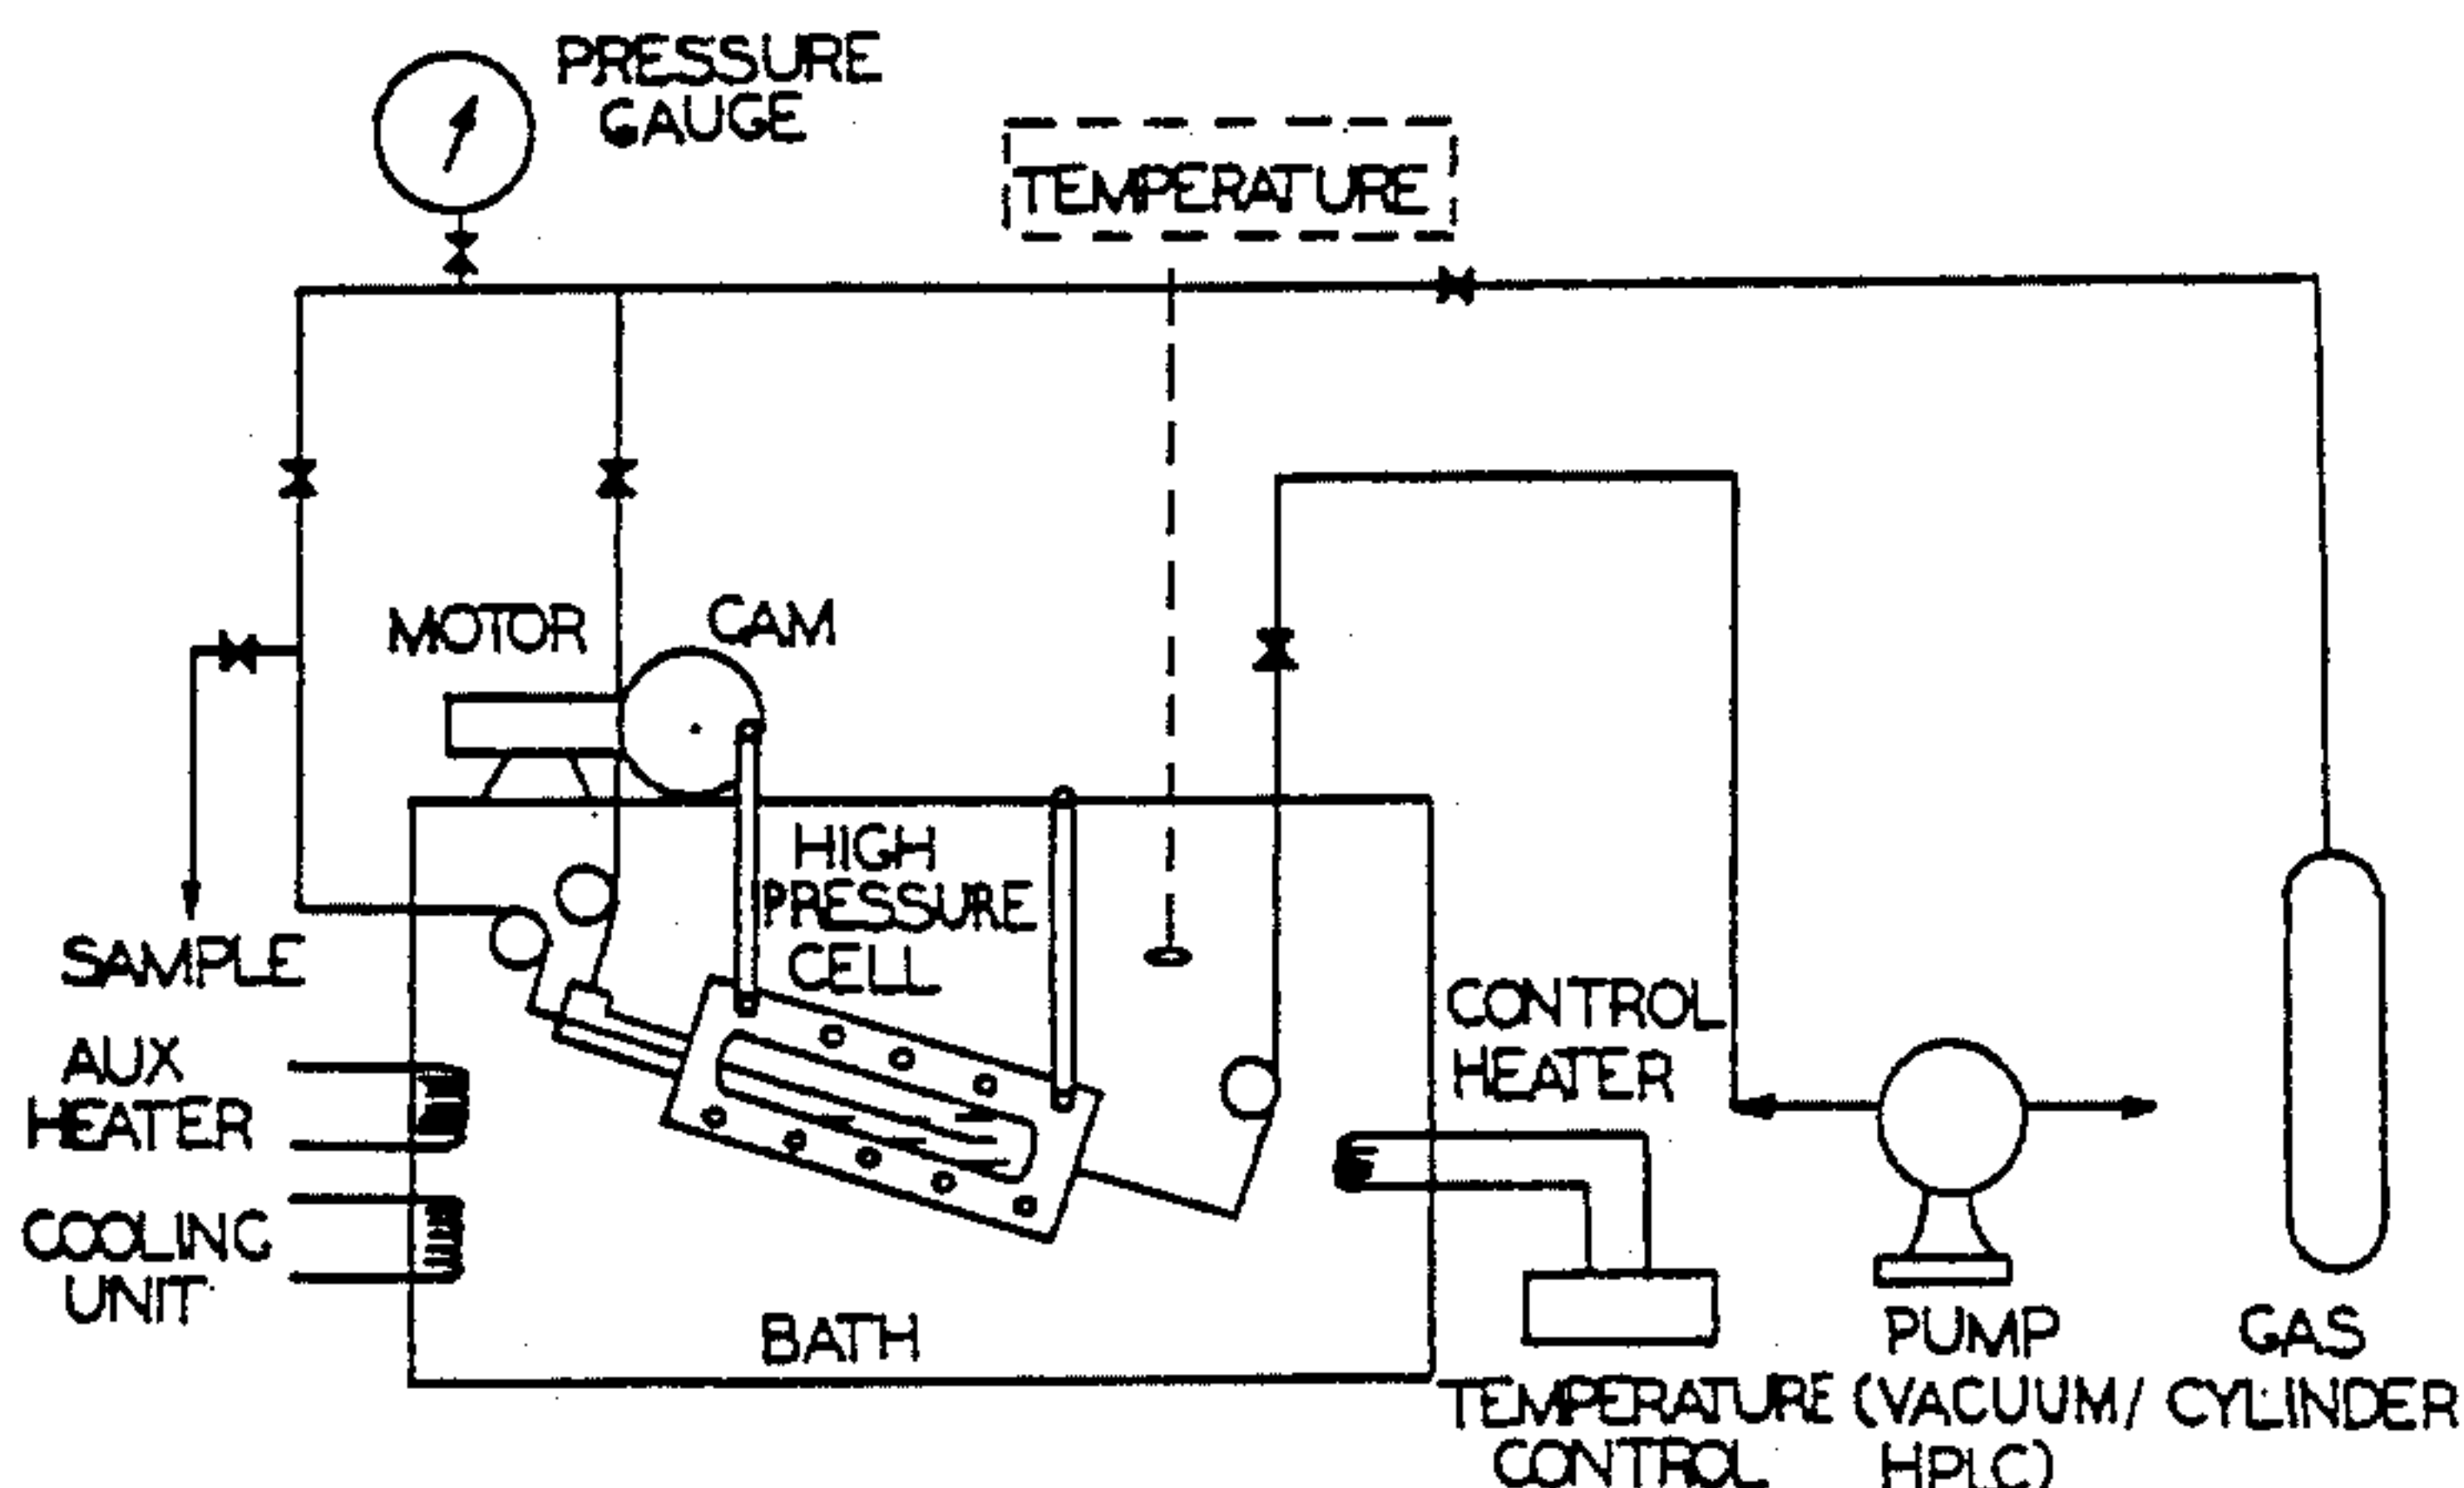 PRESSURE
GAUGE
TEMPERATURE
MOTOR
CAM
HIGH
PRESSURE
CELL
SAMPLE
CONTROL
HEATER
AUX
HEATER
COOLING
UNIT
BATH
PUMP
(VACUUM/
HPLC)
GAS
CYLINDER
TEMPERATURE
CONTROL